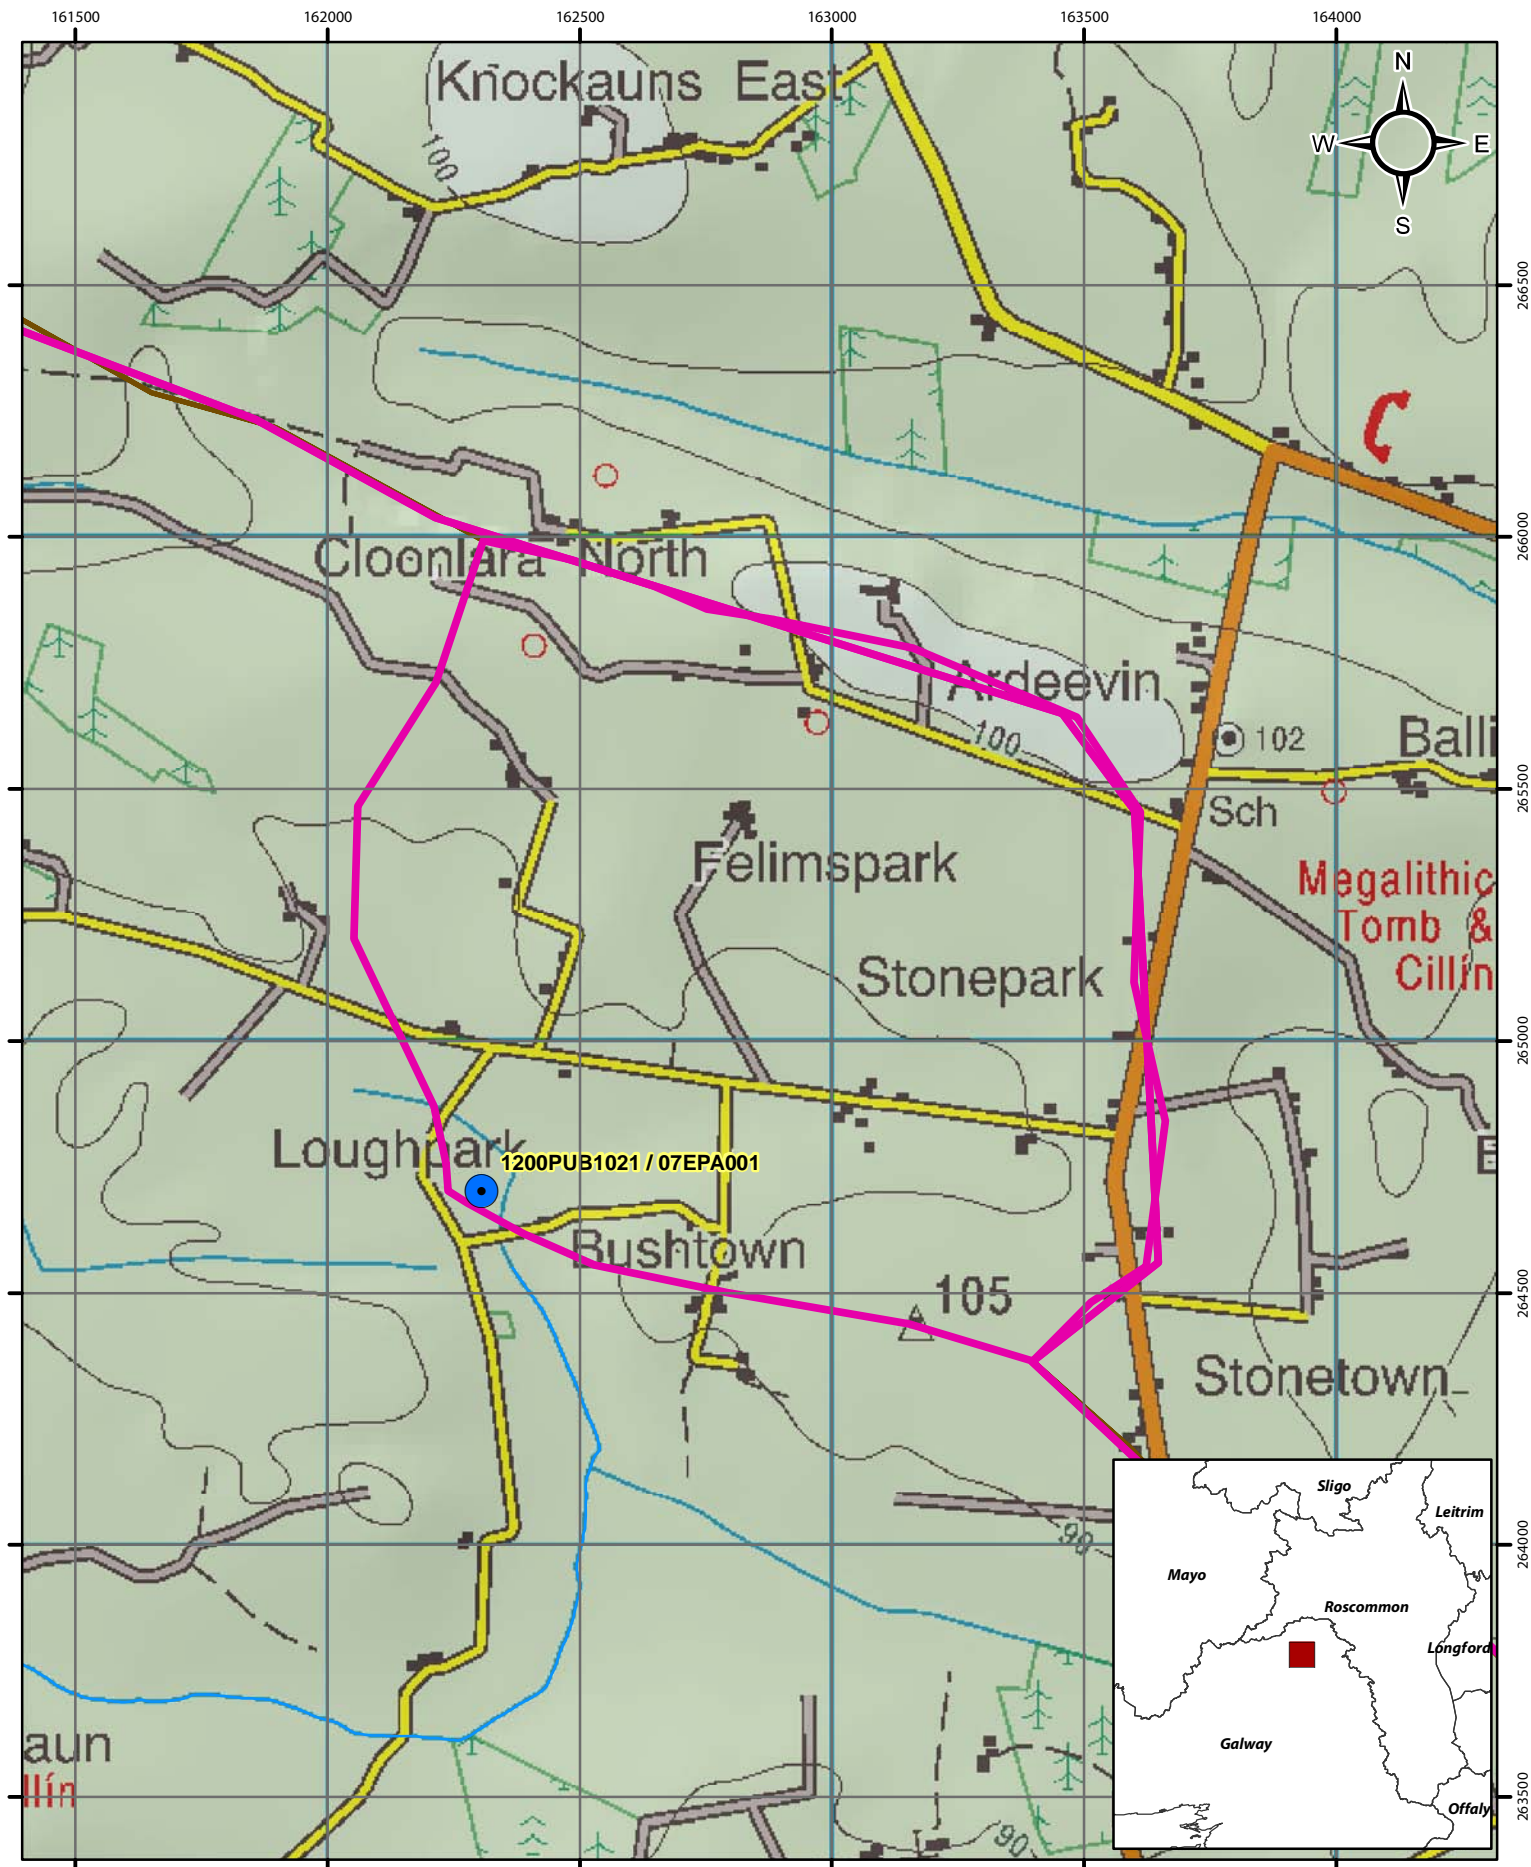 161500 162000 162500 163000 163500 164000
Knockauns East
N
W E
S
100
266500
266000
Cloonlara North
Ardeevin
100
102
Balli
265500
Sch
Felimspark
Megalithic
Tomb &
Cillín
Stonepark
265000
Loughpark
1200PUB1021 / 07EPA001
Bushtown
105
264500
Stonetown
90
264000
Sligo
Leitrim
Mayo
Roscommon
Longford
Galway
Offaly
aun
llín
263500
90